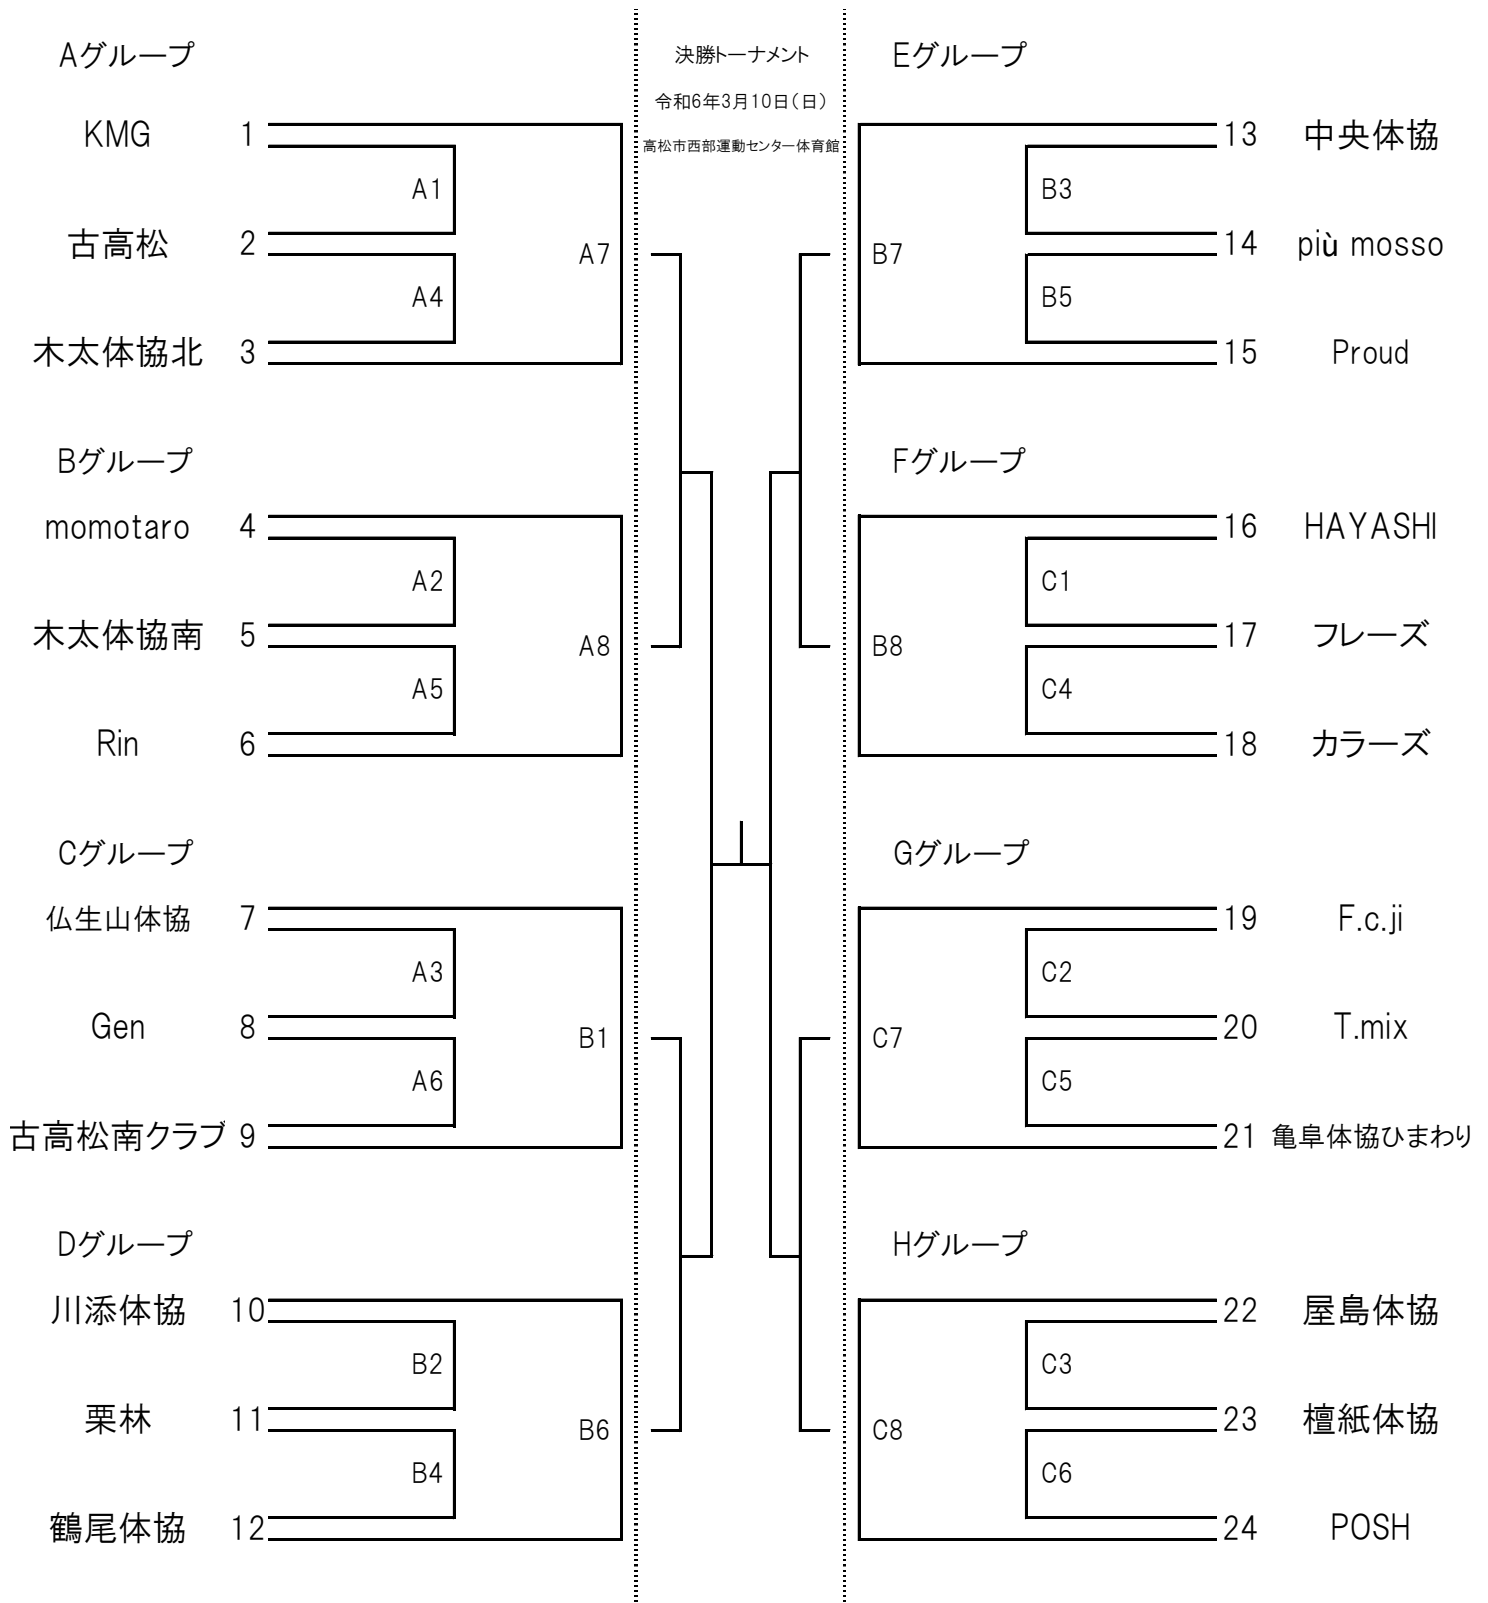 Aグループ
KMG 1
A1
古高松 2
A7
A4
木太体協北 3
Bグループ
momotaro 4
A2
木太体協南 5
A8
A5
Rin 6
Cグループ
仏生山体協 7
A3
Gen 8
B1
A6
古高松南クラブ 9
Dグループ
川添体協 10
B2
栗林 11
B6
B4
鶴尾体協 12
決勝トーナメント
令和6年3月10日(日)
高松市西部運動センター体育館
Eグループ
13 中央体協
B3
14 più mosso
B7
B5
15 Proud
Fグループ
16 HAYASHI
C1
17 フレーズ
B8
C4
18 カラーズ
Gグループ
19 F.c.ji
C2
20 T.mix
C7
C5
21 亀阜体協ひまわり
Hグループ
22 屋島体協
C3
23 檀紙体協
C8
C6
24 POSH